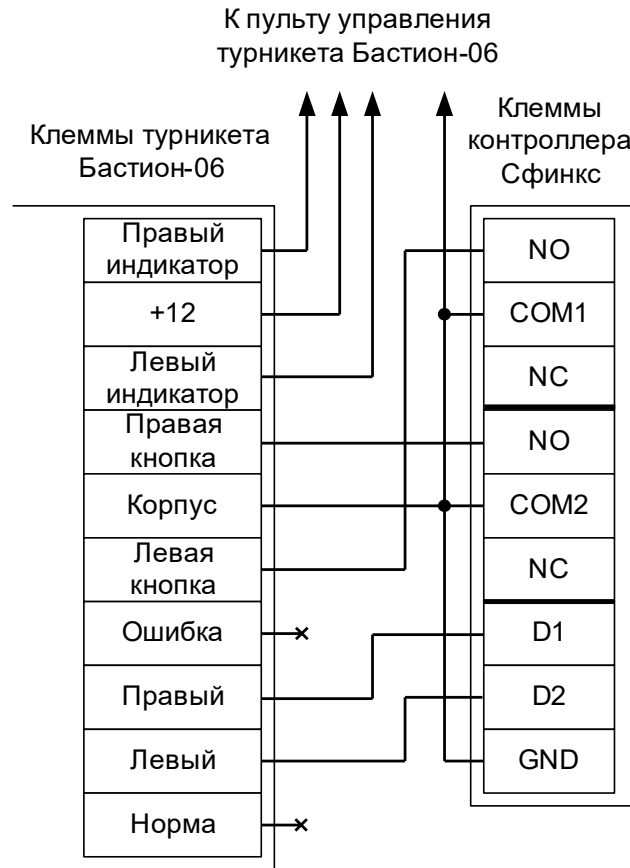 К пульту управления
турникета Бастион-06
Клеммы турникета
Бастион-06
Клеммы
контроллера
Сфинкс
Правый
индикатор
+12
Левый
индикатор
Правая
кнопка
Корпус
Левая
кнопка
Ошибка
Правый
Левый
Норма
NO
COM1
NC
NO
COM2
NC
D1
D2
GND